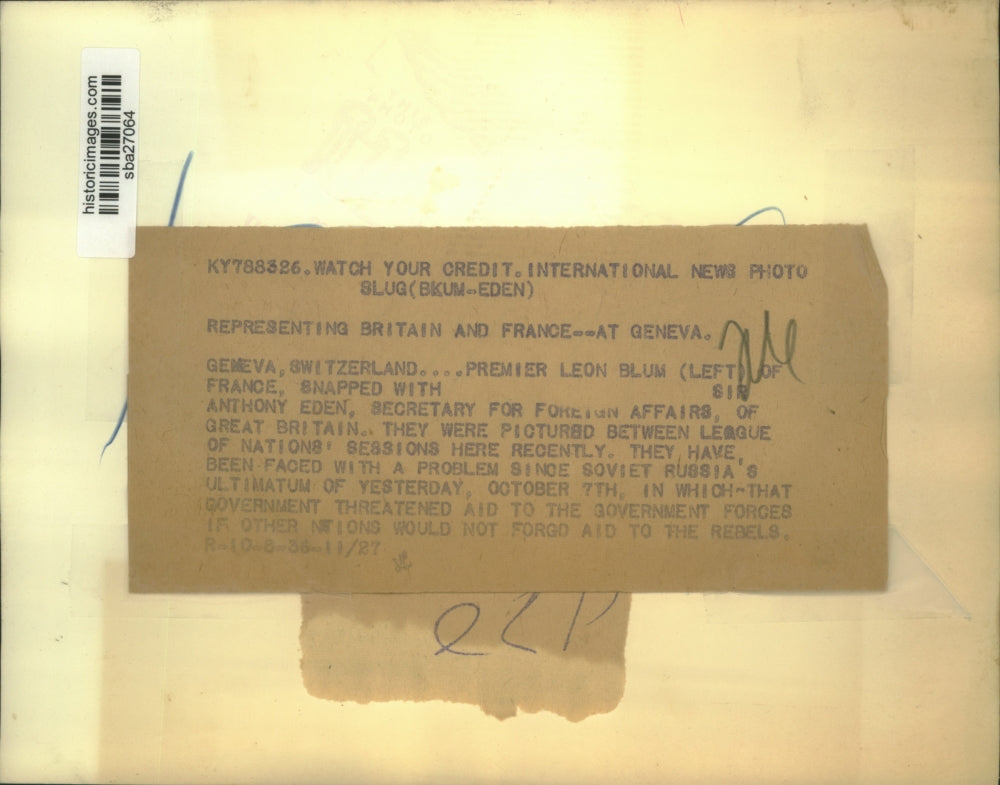 historicimages.com
sba27064
KY788326.WATCH YOUR CREDIT.INTERNATIONAL NEWS PHOTO
SLUG(BKUM-EDEN)
REPRESENTING BRITAIN AND FRANCE--AT GENEVA.
GENEVA,SWITZERLAND....PREMIER LEON BLUM (LEFT) OF
FRANCE, SNAPPED WITH SIR
ANTHONY EDEN, SECRETARY FOR FOREIGN AFFAIRS, OF
GREAT BRITAIN.. THEY WERE PICTURED BETWEEN LEAGUE
OF NATIONS' SESSIONS HERE RECENTLY. THEY HAVE,
BEEN FACED WITH A PROBLEM SINCE SOVIET RUSSIA'S
ULTIMATUM OF YESTERDAY, OCTOBER 7TH, IN WHICH-THAT
GOVERNMENT THREATENED AID TO THE GOVERNMENT FORCES
IF OTHER NTIONS WOULD NOT FORGO AID TO THE REBELS.
R-10-8-36-11/27